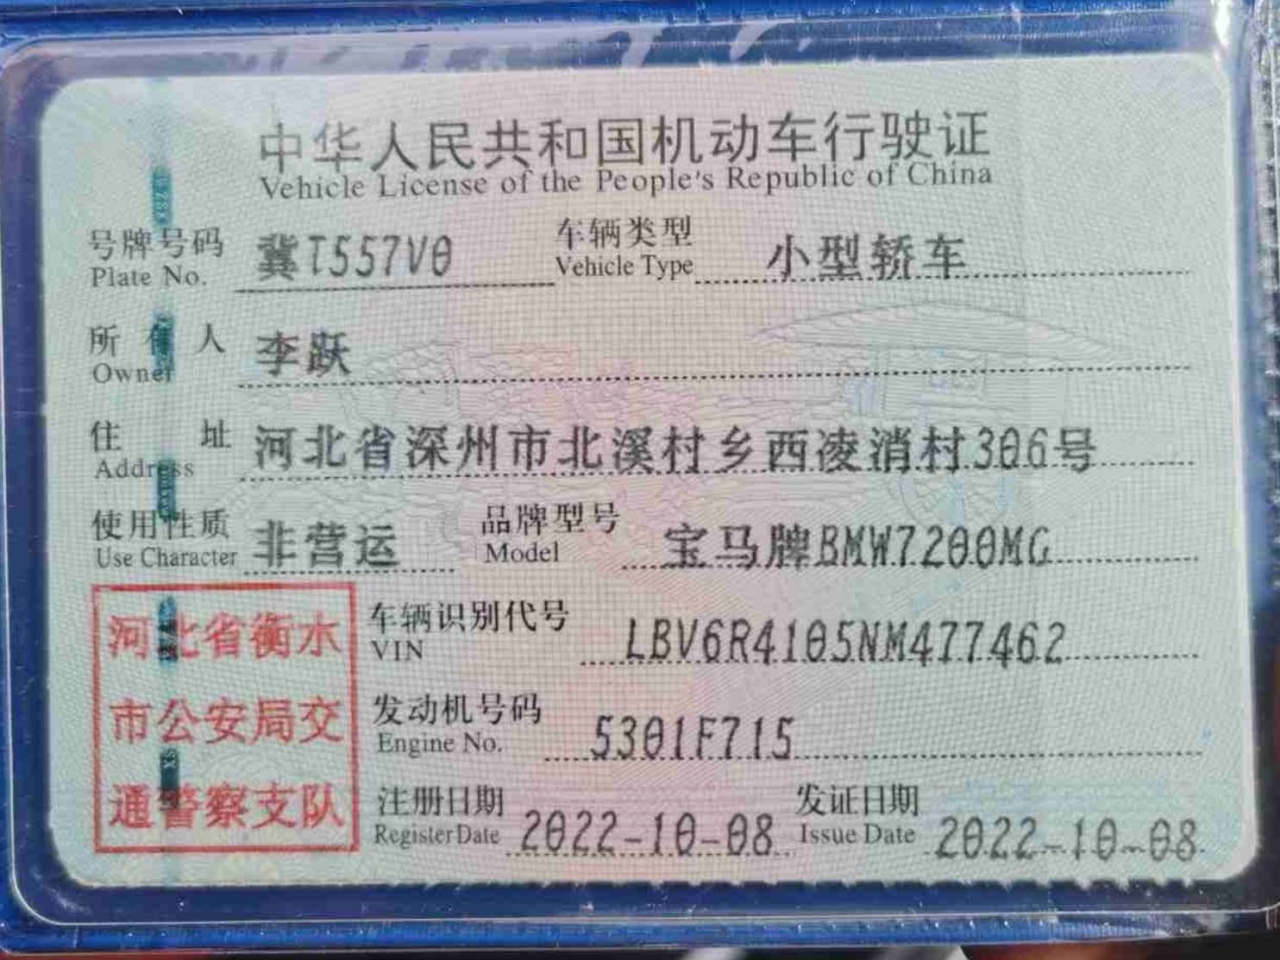 中华人民共和国机动车行驶证
Vehicle License of the People's Republic of China
号牌号码 冀T557V0 车辆类型 小型轿车
Plate No. Vehicle Type
所有人 李跃
Owner
住址 河北省深州市北溪村乡西凌消村306号
Address
使用性质 非营运 品牌型号 宝马牌BMW7200MG
Use Character Model
河北省衡水
市公安局交
通警察支队
车辆识别代号 LBV6R4105NM477462
VIN
发动机号码 5301F715
Engine No.
注册日期 2022-10-08 发证日期 2022-10-08
Register Date Issue Date